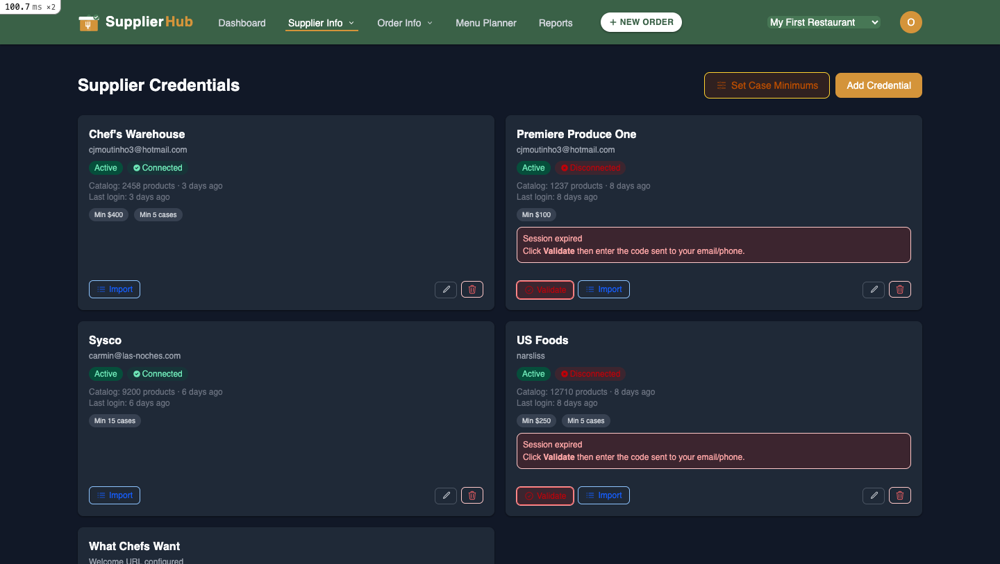 100.7 ms ×2
SupplierHub
Dashboard
Supplier Info
Order Info
Menu Planner
Reports
+ NEW ORDER
My First Restaurant
O
Supplier Credentials
Set Case Minimums
Add Credential
Chef's Warehouse
cjmoutinho3@hotmail.com
Active
Connected
Catalog: 2458 products · 3 days ago
Last login: 3 days ago
Min $400
Min 5 cases
Import
Premiere Produce One
cjmoutinho3@hotmail.com
Active
Disconnected
Catalog: 1237 products · 8 days ago
Last login: 8 days ago
Min $100
Session expired
Click Validate then enter the code sent to your email/phone.
Validate
Import
Sysco
carmin@las-noches.com
Active
Connected
Catalog: 9200 products · 6 days ago
Last login: 6 days ago
Min 15 cases
Import
US Foods
narsliss
Active
Disconnected
Catalog: 12710 products · 8 days ago
Last login: 8 days ago
Min $250
Min 5 cases
Session expired
Click Validate then enter the code sent to your email/phone.
Validate
Import
What Chefs Want
Welcome URL configured